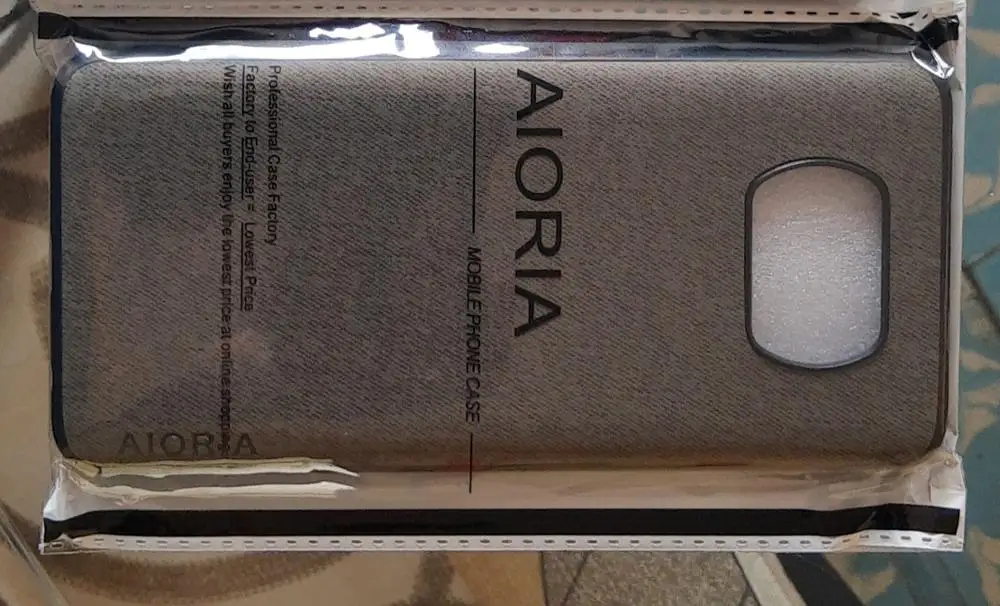 AIORIA
MOBILE PHONE CASE
Professional Case Factory
Factory to End-user = Lowest Price
Wish all buyers enjoy the lowest price at online shopping
AIORIA